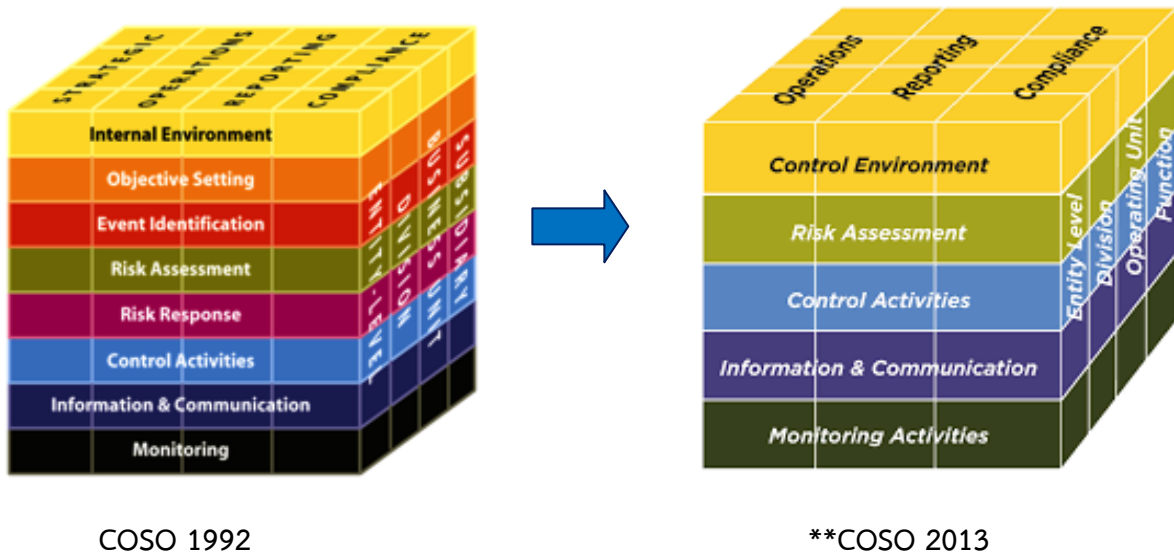 STRATEGIC
OPERATIONS
REPORTING
COMPLIANCE
Internal Environment
Objective Setting
Event Identification
Risk Assessment
Risk Response
Control Activities
Information & Communication
Monitoring
ENTITY-LEVEL
DIVISION
BUSINESS UNIT
SUBSIDIARY
COSO 1992
Operations
Reporting
Compliance
Control Environment
Risk Assessment
Control Activities
Information & Communication
Monitoring Activities
Entity Level
Division
Operating Unit
Function
**COSO 2013